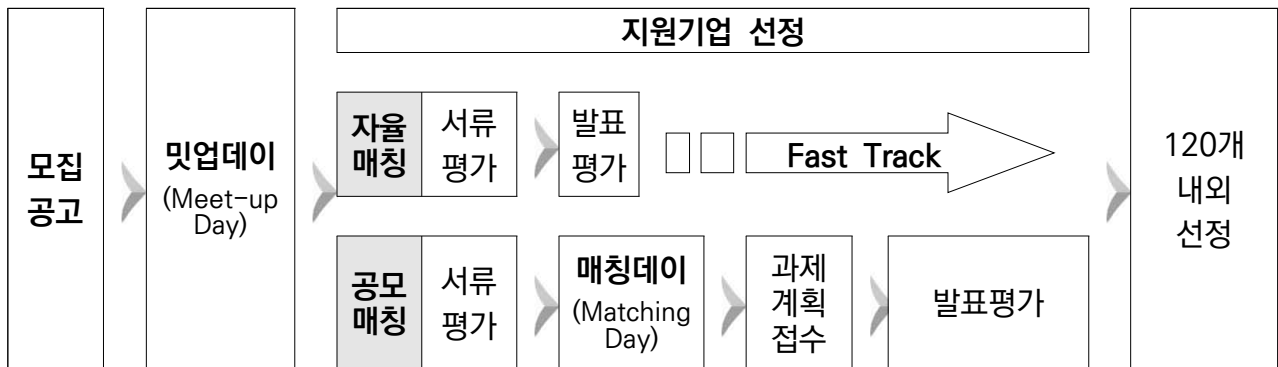 지원기업 선정
모집
공고
밋업데이
(Meet-up
Day)
자율
매칭
서류
평가
발표
평가
Fast Track
공모
매칭
서류
평가
매칭데이
(Matching
Day)
과제
계획
접수
발표평가
120개
내외
선정